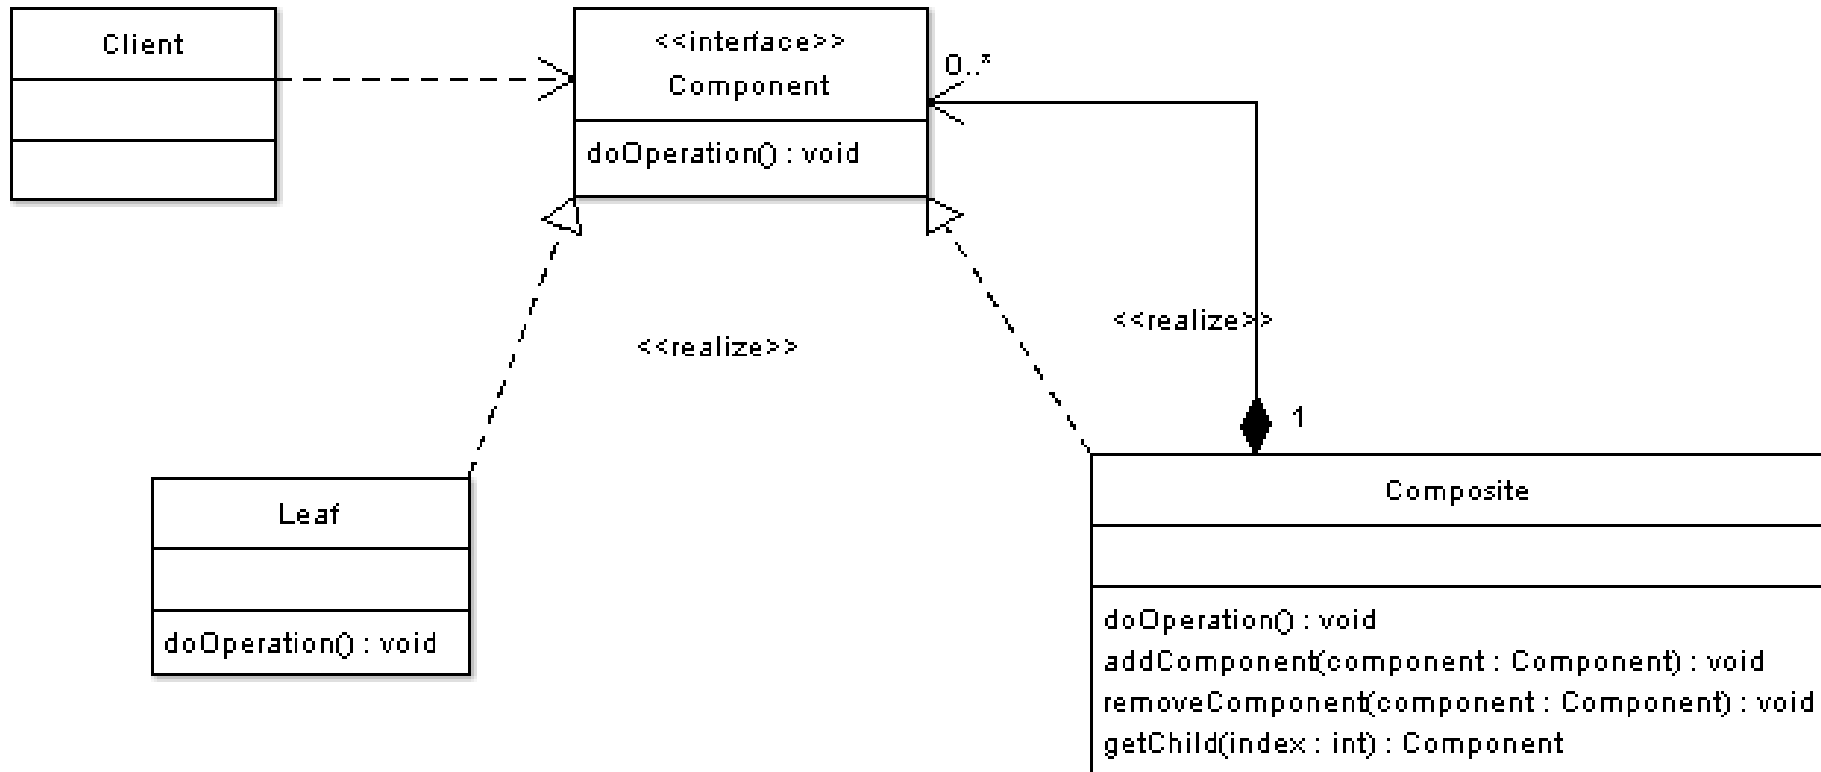 Client
<<interface>>
Component
0..*
doOperation() : void
<<realize>>
<<realize>>
1
Composite
Leaf
doOperation() : void
doOperation() : void
addComponent(component : Component) : void
removeComponent(component : Component) : void
getChild(index : int) : Component